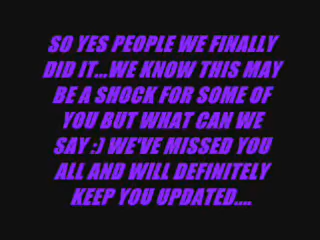 SO YES PEOPLE WE FINALLY
DID IT...WE KNOW THIS MAY
BE A SHOCK FOR SOME OF
YOU BUT WHAT CAN WE
SAY :) WE'VE MISSED YOU
ALL AND WILL DEFINITELY
KEEP YOU UPDATED....